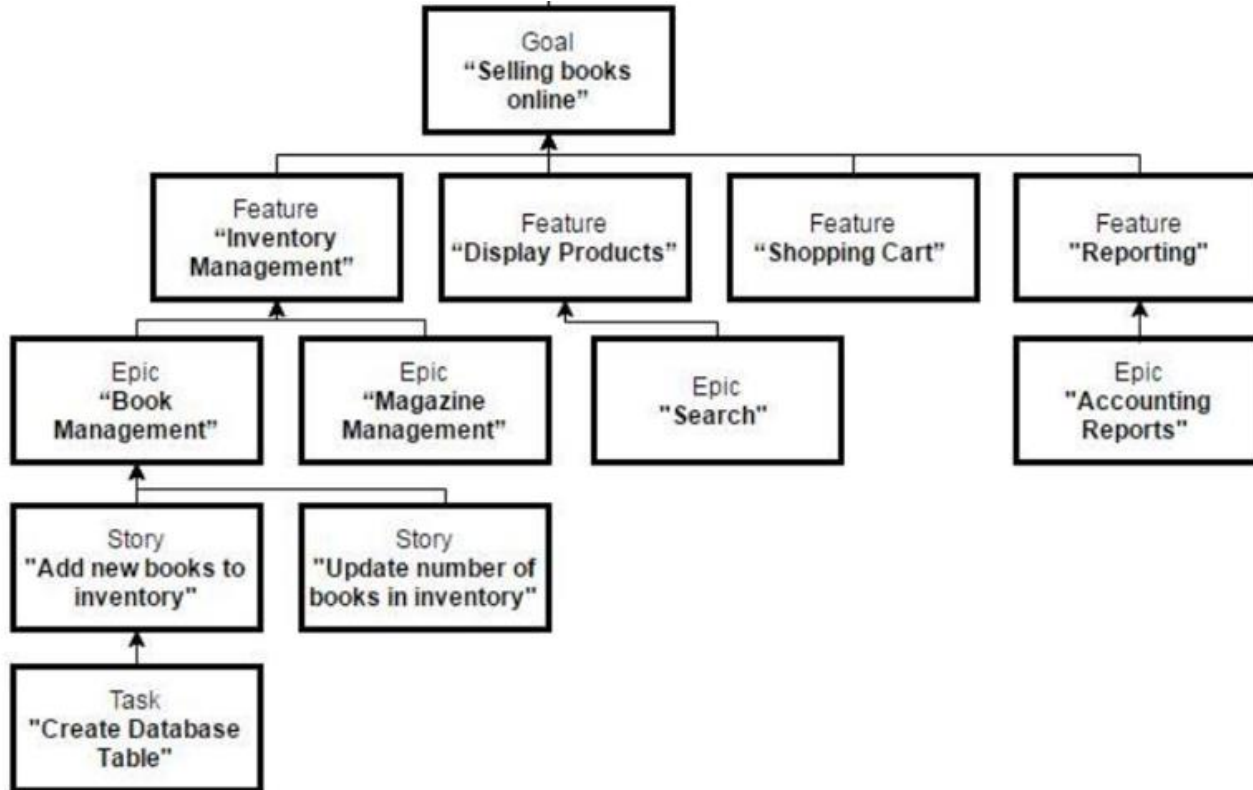 Goal
“Selling books
online”
Feature
“Inventory
Management”
Feature
“Display Products”
Feature
“Shopping Cart”
Feature
"Reporting"
Epic
“Book
Management”
Epic
“Magazine
Management”
Epic
"Search"
Epic
"Accounting
Reports"
Story
"Add new books to
inventory"
Story
"Update number of
books in inventory"
Task
"Create Database
Table"